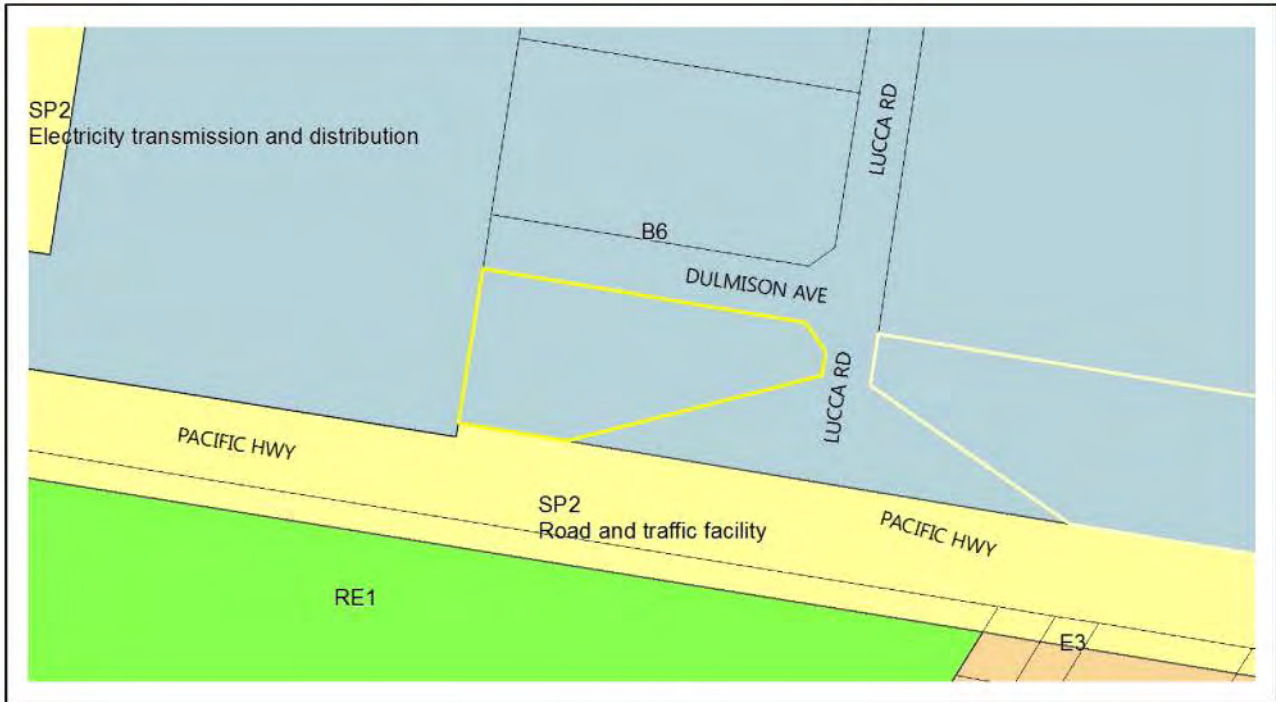 SP2
Electricity transmission and distribution
LUCCA RD
B6
DULMISON AVE
LUCCA RD
PACIFIC HWY
SP2
Road and traffic facility
PACIFIC HWY
RE1
E3